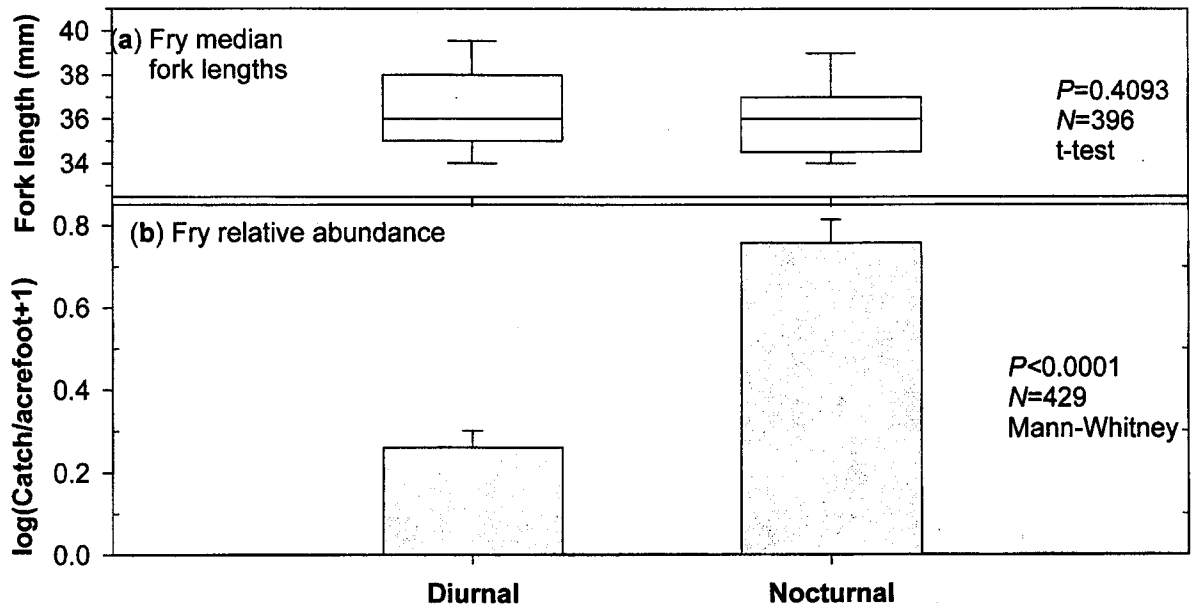 (a) Fry median
fork lengths
Fork length (mm)
40
38
36
34
P=0.4093
N=396
t-test
(b) Fry relative abundance
log(Catch/acrefoot+1)
0.8
0.6
0.4
0.2
0.0
P<0.0001
N=429
Mann-Whitney
Diurnal
Nocturnal